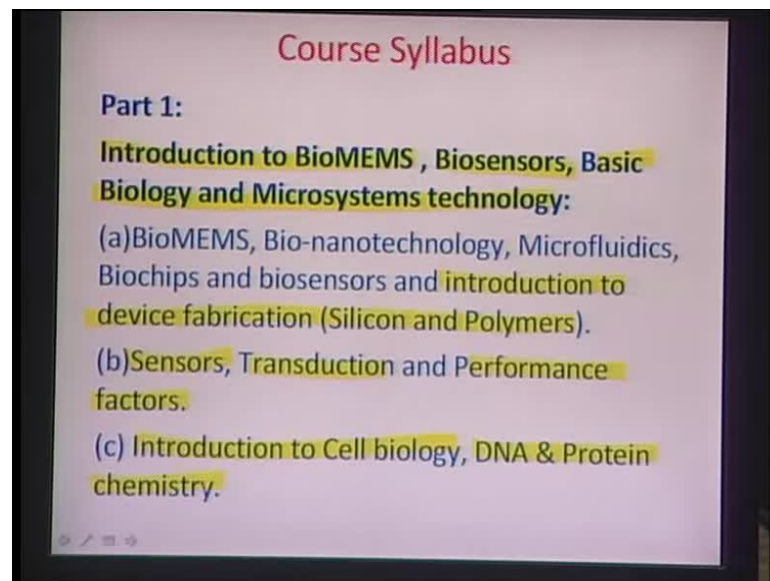 Course Syllabus
Part 1:
Introduction to BioMEMS , Biosensors, Basic
Biology and Microsystems technology:
(a)BioMEMS, Bio-nanotechnology, Microfluidics,
Biochips and biosensors and introduction to
device fabrication (Silicon and Polymers).
(b)Sensors, Transduction and Performance
factors.
(c) Introduction to Cell biology, DNA & Protein
chemistry.